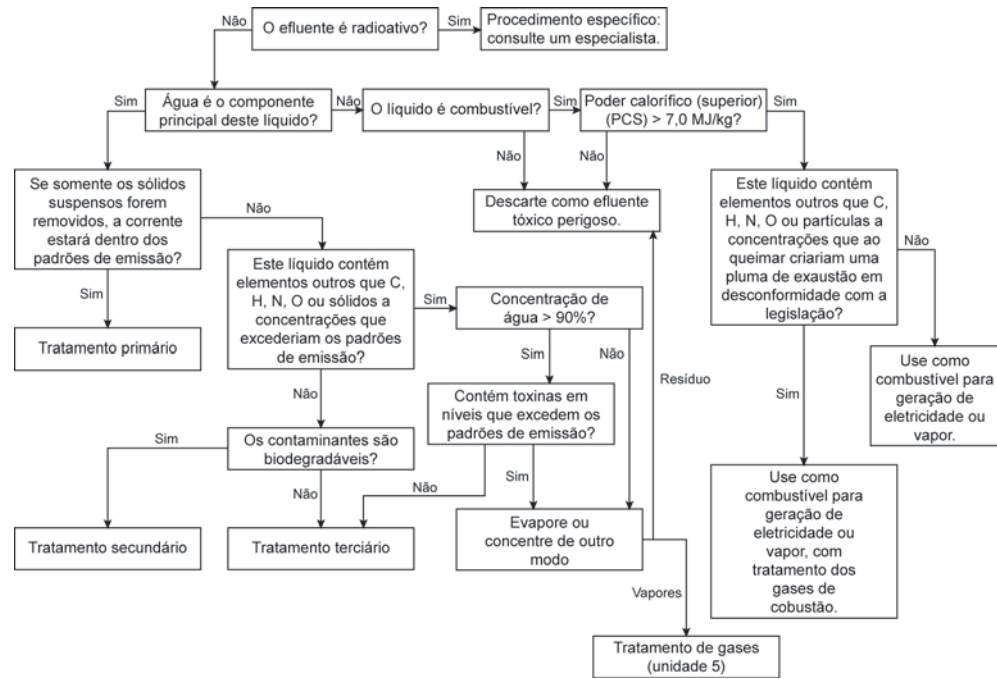 Não
O efluente é radioativo?
Sim
Procedimento específico:
consulte um especialista.
Sim
Água é o componente
principal deste líquido?
Não
O líquido é combustível?
Sim
Poder calorífico (superior)
(PCS) > 7,0 MJ/kg?
Sim
Não
Não
Se somente os sólidos
suspensos forem
removidos, a corrente
estará dentro dos
padrões de emissão?
Não
Descarte como efluente
tóxico perigoso.
Este líquido contém
elementos outros que C,
H, N, O ou partículas a
concentrações que ao
queimar criariam uma
pluma de exaustão em
desconformidade com a
legislação?
Não
Este líquido contém
elementos outros que C,
H, N, O ou sólidos a
concentrações que
excederiam os padrões
de emissão?
Sim
Concentração de
água > 90%?
Sim
Tratamento primário
Sim
Não
Resíduo
Sim
Use como
combustível para
geração de
eletricidade ou
vapor.
Não
Contém toxinas em
níveis que excedem os
padrões de emissão?
Sim
Os contaminantes são
biodegradáveis?
Não
Não
Sim
Use como
combustível para
geração de
eletricidade ou
vapor, com
tratamento dos
gases de
cobustão.
Tratamento secundário
Tratamento terciário
Evapore ou
concentre de outro
modo
Vapores
Tratamento de gases
(unidade 5)